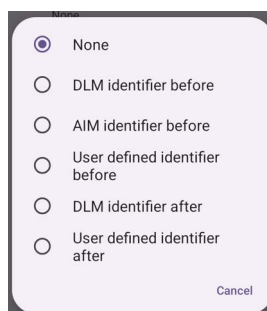 None
None
DLM identifier before
AIM identifier before
User defined identifier
before
DLM identifier after
User defined identifier
after
Cancel